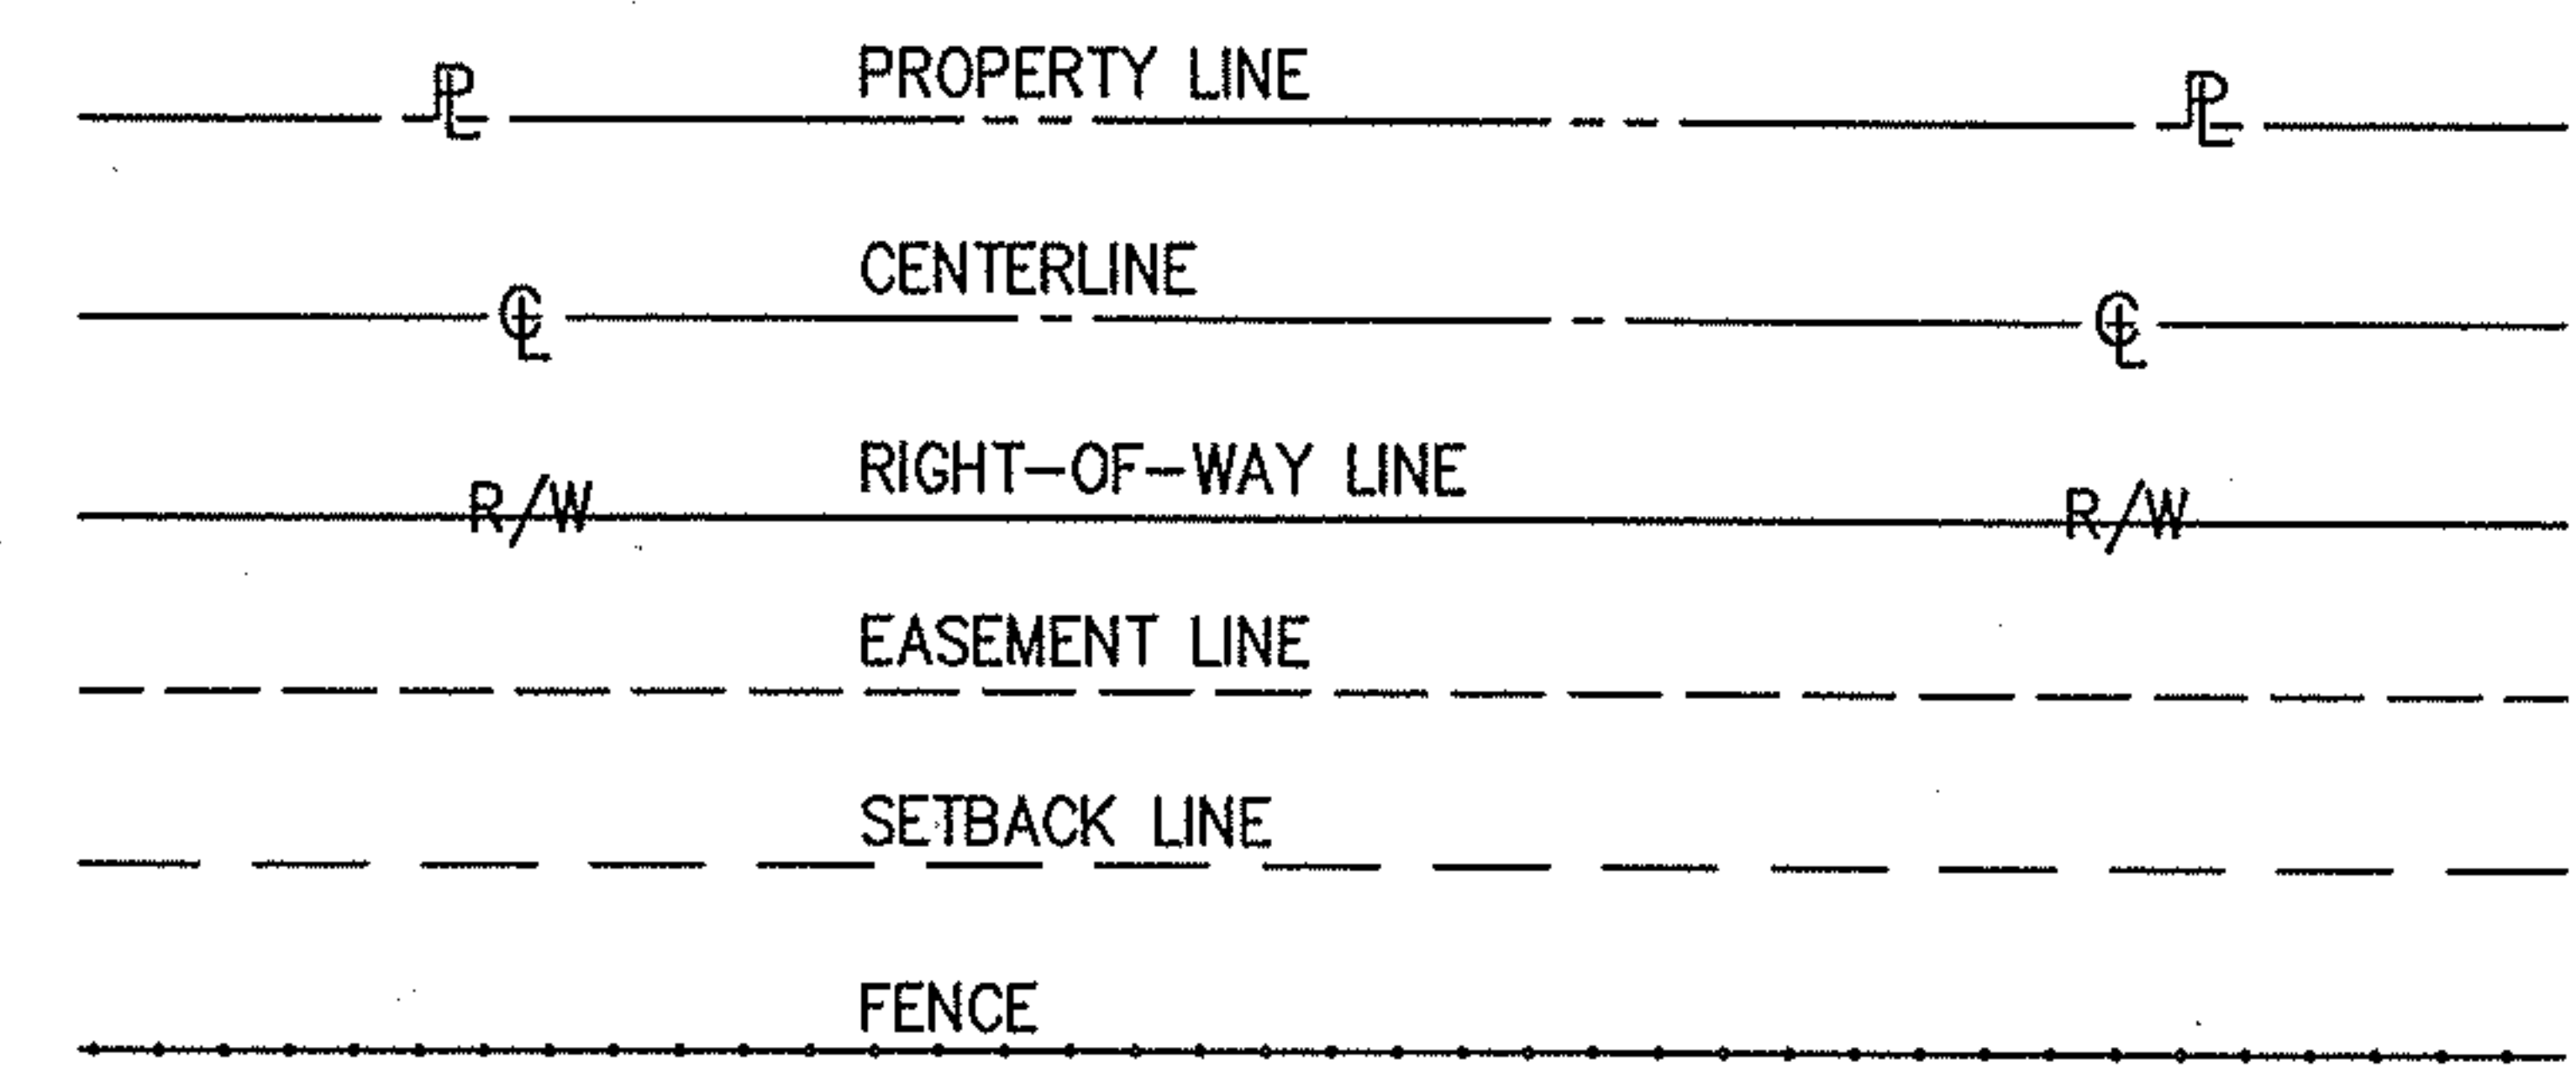 PROPERTY LINE
PL PL
CENTERLINE
CL CL
RIGHT-OF-WAY LINE
R/W R/W
EASEMENT LINE
SETBACK LINE
FENCE